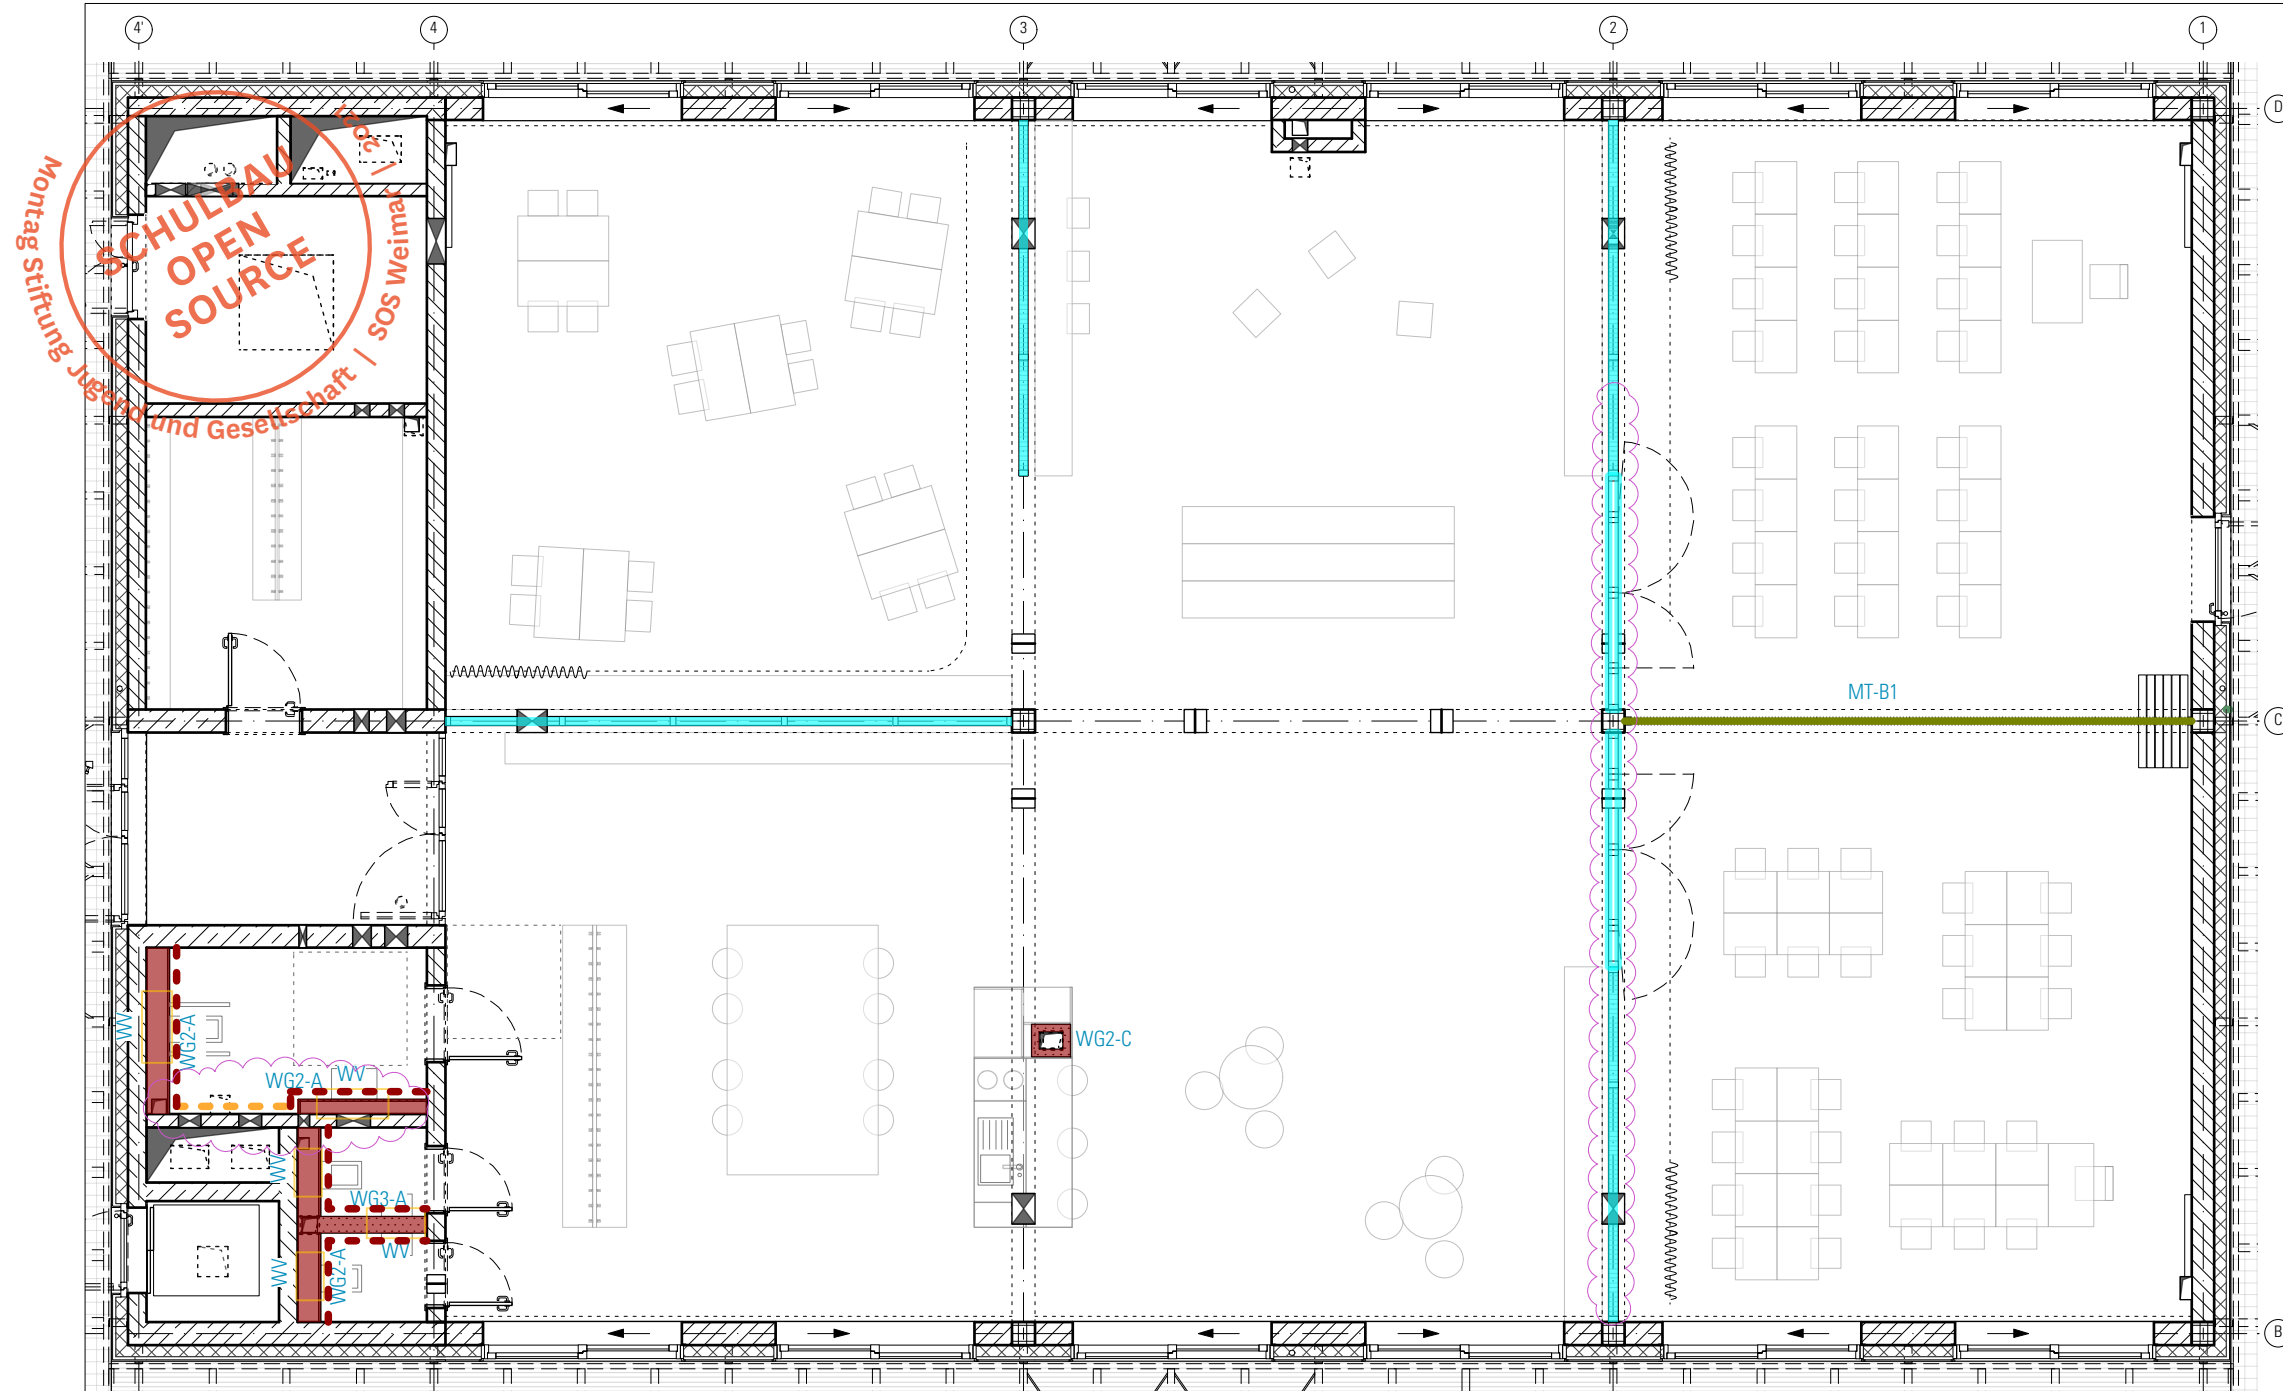 4'
4
3
2
1
D
C
B
SCHULBAU
OPEN
SOURCE
Montag Stiftung Jugend und Gesellschaft | SOS Weimar | 2021
MT-B1
WV
WG2-A
WG2-A
WV
WG2-C
WV
WG3-A
WV
WV
WG2-A